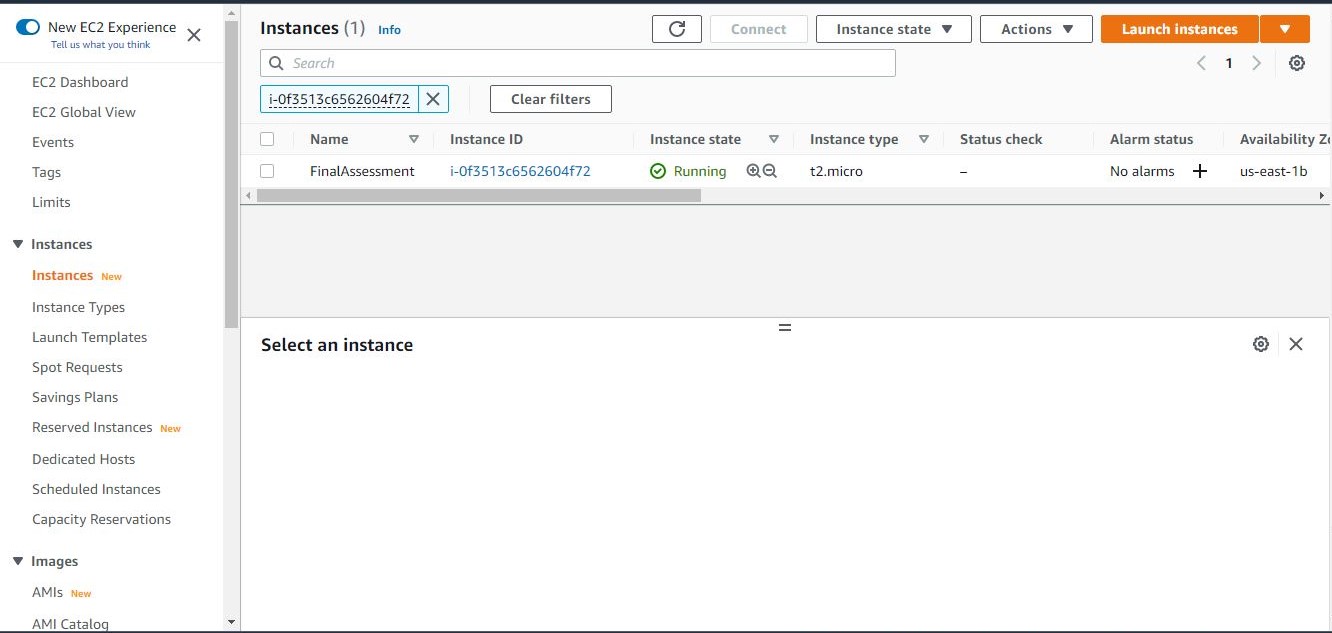 New EC2 Experience
Tell us what you think
EC2 Dashboard
EC2 Global View
Events
Tags
Limits
Instances
Instances New
Instance Types
Launch Templates
Spot Requests
Savings Plans
Reserved Instances New
Dedicated Hosts
Scheduled Instances
Capacity Reservations
Images
AMIs New
AMI Catalog
Instances (1) Info
Connect
Instance state
Actions
Launch instances
Search
1
i-0f3513c6562604f72
Clear filters
Name Instance ID Instance state Instance type Status check Alarm status Availability Zo
FinalAssessment i-0f3513c6562604f72 Running t2.micro – No alarms + us-east-1b
Select an instance